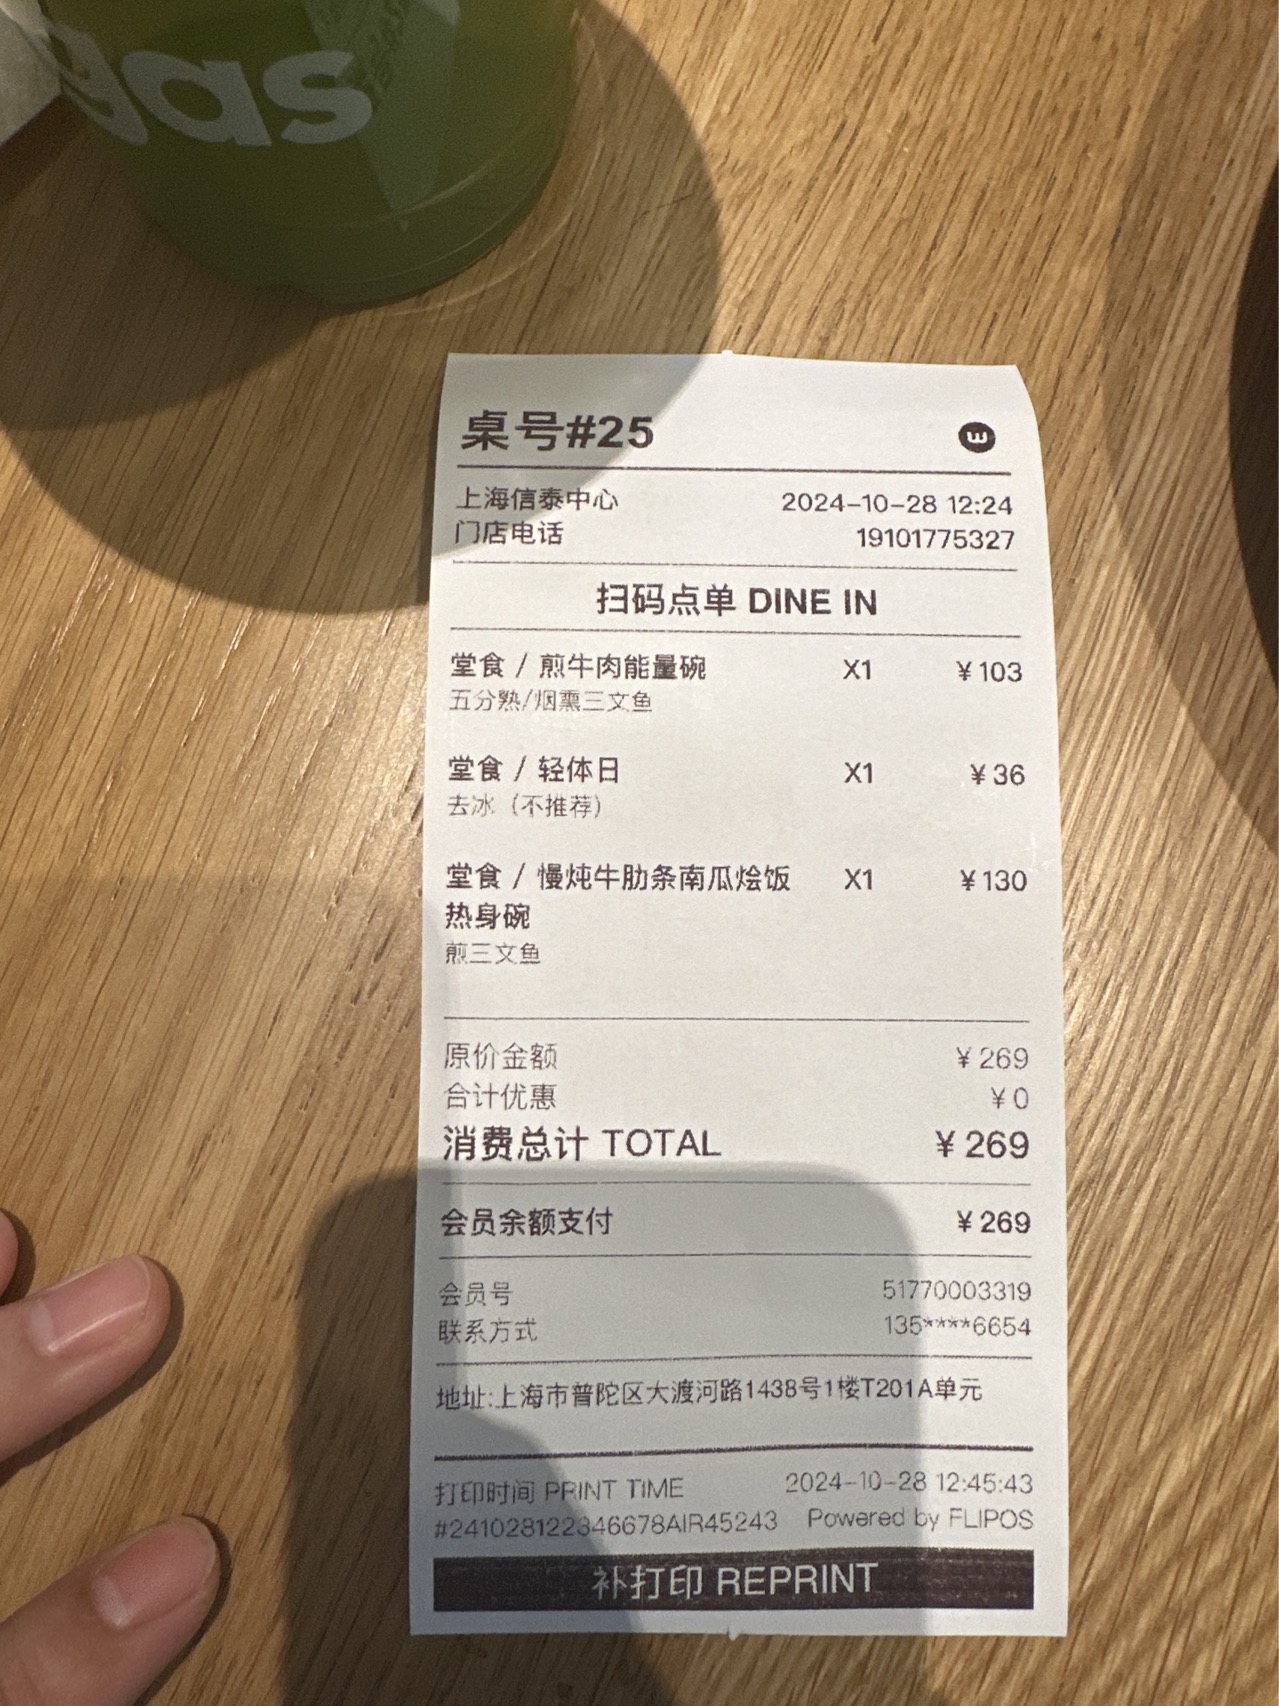 gas
桌号#25
上海信泰中心 2024-10-28 12:24
门店电话 19101775327
扫码点单 DINE IN
堂食 / 煎牛肉能量碗 X1 ¥103
五分熟/烟熏三文鱼
堂食 / 轻体日 X1 ¥36
去冰（不推荐）
堂食 / 慢炖牛肋条南瓜烩饭 X1 ¥130
热身碗
煎三文鱼
原价金额 ¥269
合计优惠 ¥0
消费总计 TOTAL ¥269
会员余额支付 ¥269
会员号 51770003319
联系方式 135****6654
地址:上海市普陀区大渡河路1438号1楼T201A单元
打印时间 PRINT TIME 2024-10-28 12:45:43
#241028122346678AIR45243 Powered by FLIPOS
补打印 REPRINT